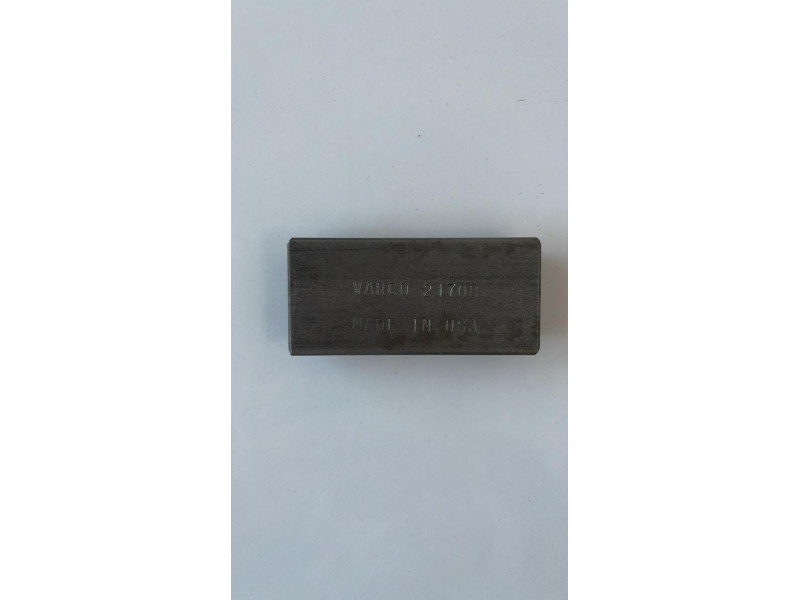 VARCO 2170
MADE IN USA